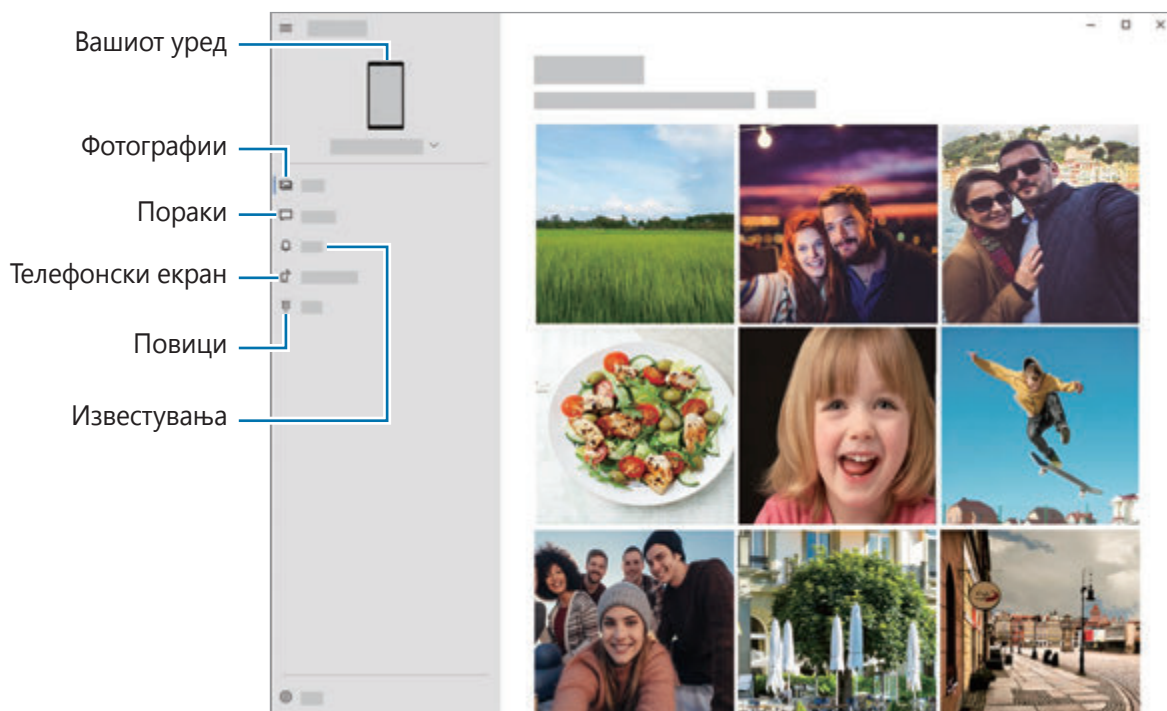 Вашиот уред
Фотографии
Пораки
Телефонски екран
Повици
Известувања